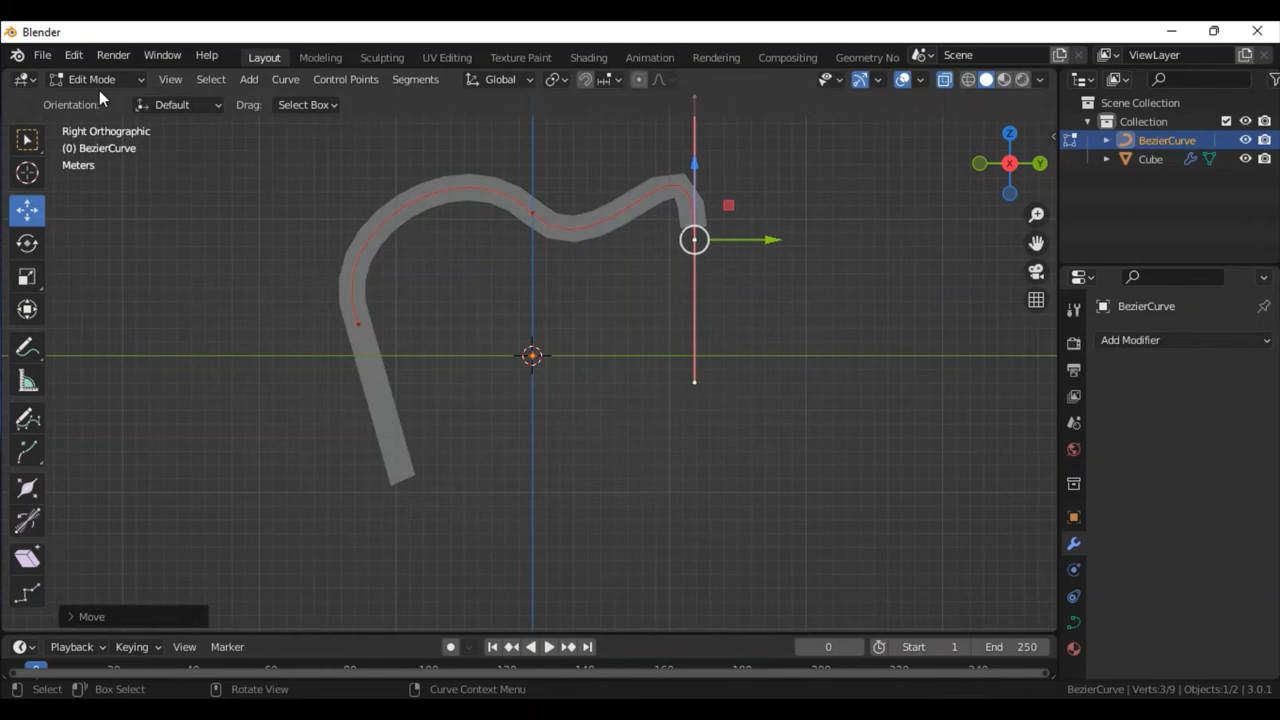 Blender
File Edit Render Window Help Layout Modeling Sculpting UV Editing Texture Paint Shading Animation Rendering Compositing Geometry No Scene ViewLayer
Edit Mode View Select Add Curve Control Points Segments Global
Orientation: Default Drag: Select Box
Scene Collection
Collection
BezierCurve
Cube
Right Orthographic
(0) BezierCurve
Meters
Z
X
Y
BezierCurve
Add Modifier
> Move
Playback Keying View Marker 0 Start 1 End 250
0
Select Box Select Rotate View Curve Context Menu BezierCurve | Verts:3/9 | Objects:1/2 | 3.0.1